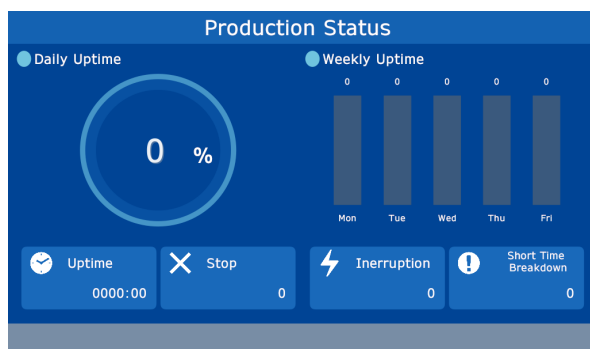 Production Status
Daily Uptime
Weekly Uptime
0 %
0 0 0 0 0
Mon Tue Wed Thu Fri
Uptime
0000:00
Stop
0
Inerruption
0
Short Time
Breakdown
0